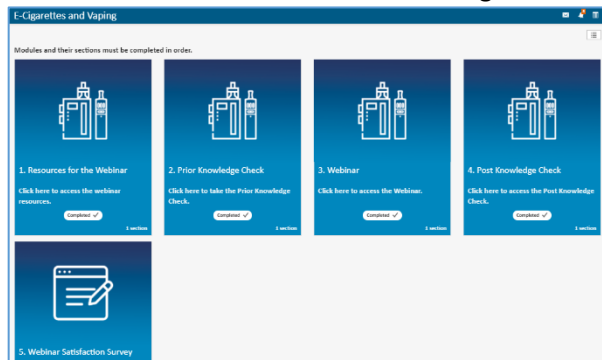 E-Cigarettes and Vaping
Modules and their sections must be completed in order.
1. Resources for the Webinar
Click here to access the webinar
resources.
Completed ✓
1 section
2. Prior Knowledge Check
Click here to take the Prior Knowledge
Check.
Completed ✓
1 section
3. Webinar
Click here to access the Webinar.
Completed ✓
1 section
4. Post Knowledge Check
Click here to access the Post Knowledge
Check.
Completed ✓
1 section
5. Webinar Satisfaction Survey